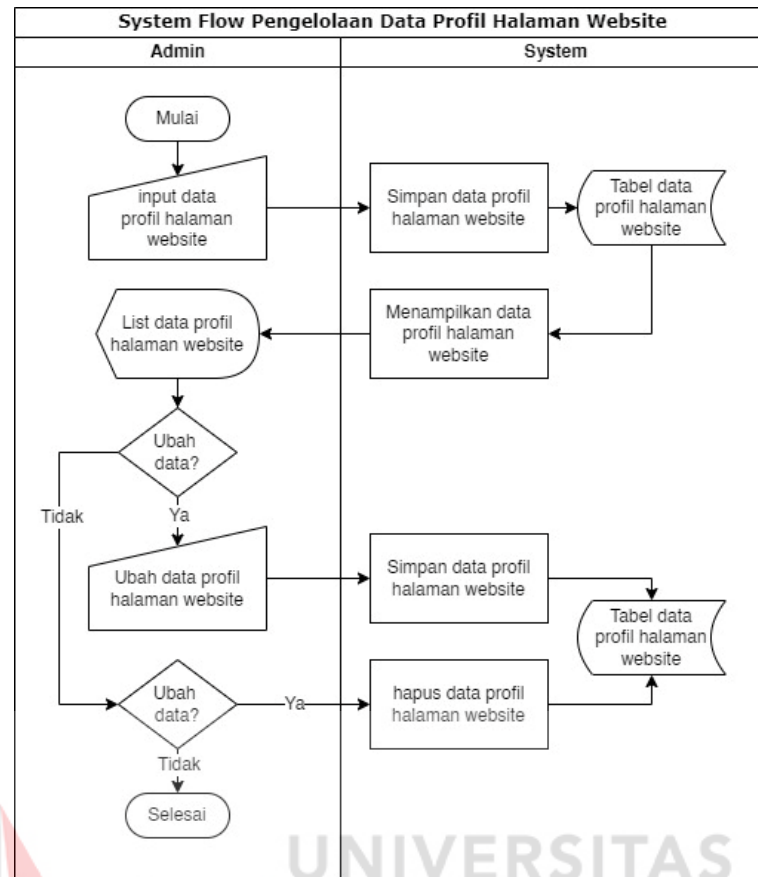 System Flow Pengelolaan Data Profil Halaman Website
Admin
System
Mulai
input data
profil halaman
website
Simpan data profil
halaman website
Tabel data
profil halaman
website
List data profil
halaman website
Menampilkan data
profil halaman
website
Ubah
data?
Tidak
Ya
Ubah data profil
halaman website
Simpan data profil
halaman website
Tabel data
profil halaman
website
Ubah
data?
Ya
hapus data profil
halaman website
Tidak
Selesai
UNIVERSITAS